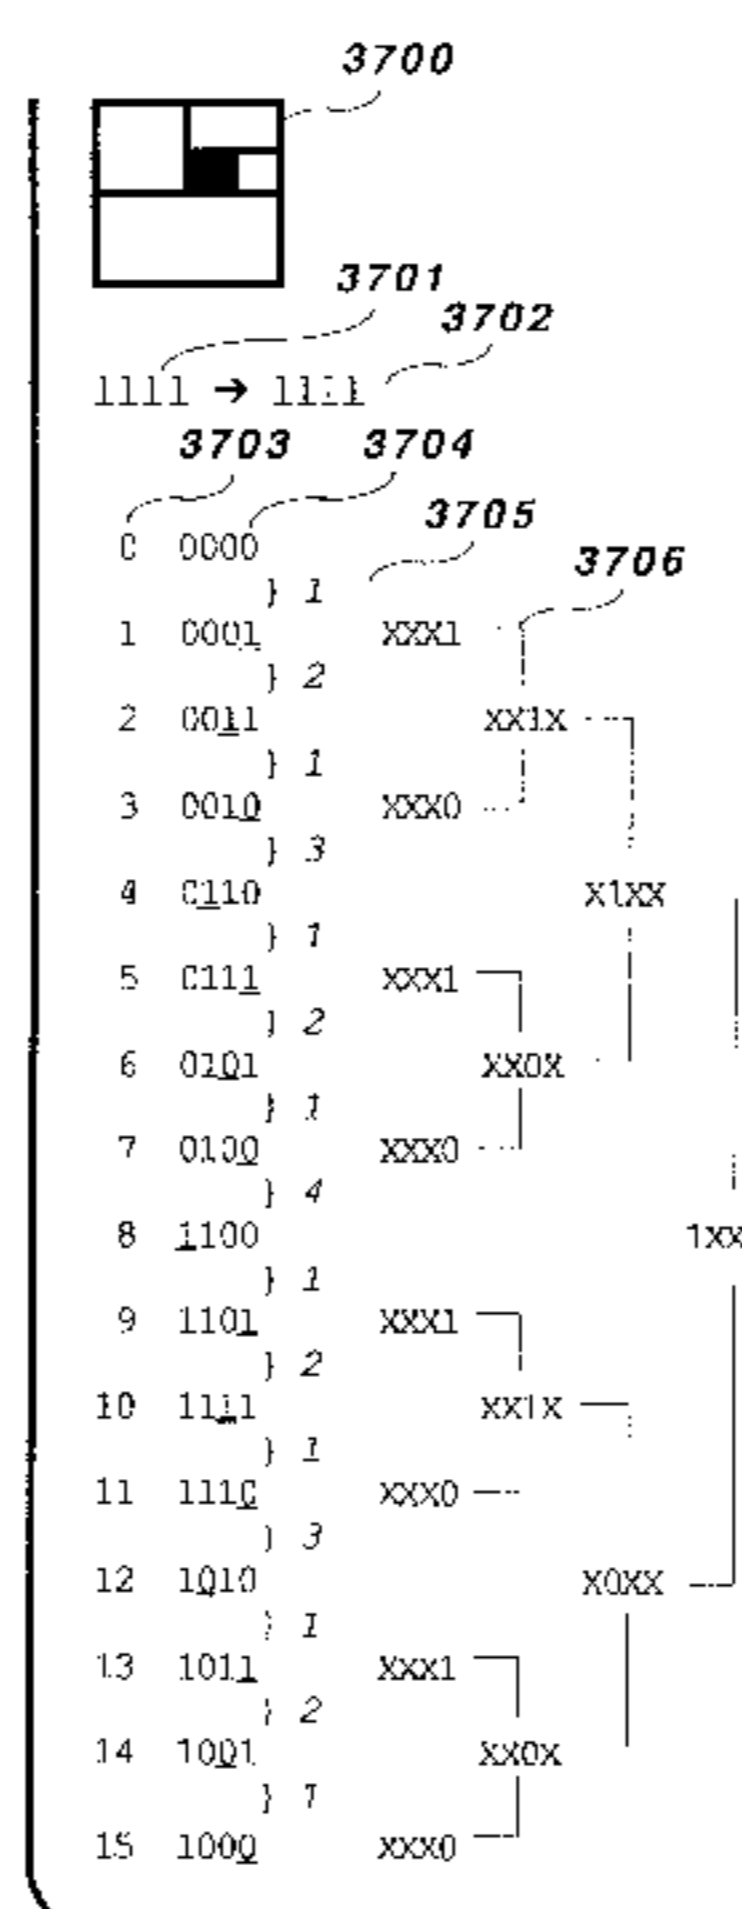 3700
3701
3702
1111 → 1111
3703 3704
3705
0 0000
3706
} 1
1 0001 XXX1
} 2
2 0011 XX1X
} 1
3 0010 XXX0
} 3
4 0110 X1XX
} 1
5 0111 XXX1
} 2
6 0101 XX0X
} 1
7 0100 XXX0
} 4
8 1100 1XX
} 1
9 1101 XXX1
} 2
10 1111 XX1X
} 1
11 1110 XXX0
} 3
12 1010 X0XX
} 1
13 1011 XXX1
} 2
14 1001 XX0X
} 1
15 1000 XXX0